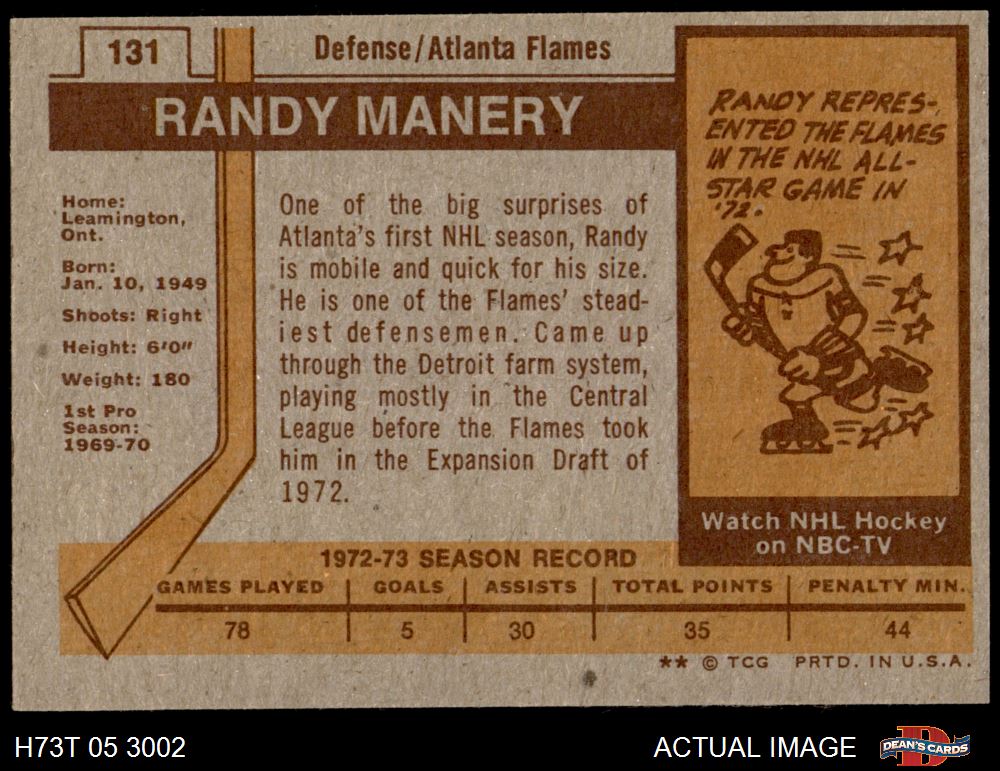 131
Defense/Atlanta Flames
RANDY MANERY
Home:
Leamington,
Ont.
Born:
Jan. 10, 1949
Shoots: Right
Height: 6'0"
Weight: 180
1st Pro
Season:
1969-70
One of the big surprises of
Atlanta's first NHL season, Randy
is mobile and quick for his size.
He is one of the Flames' stead-
iest defensemen. Came up
through the Detroit farm system,
playing mostly in the Central
League before the Flames took
him in the Expansion Draft of
1972.
RANDY REPRES-
ENTED THE FLAMES
IN THE NHL ALL-
STAR GAME IN
'72.
Watch NHL Hockey
on NBC-TV
1972-73 SEASON RECORD
GAMES PLAYED GOALS ASSISTS TOTAL POINTS PENALTY MIN.
78 5 30 35 44
** © TCG PRTD. IN U.S.A.
H73T 05 3002
ACTUAL IMAGE
DEAN'S CARDS